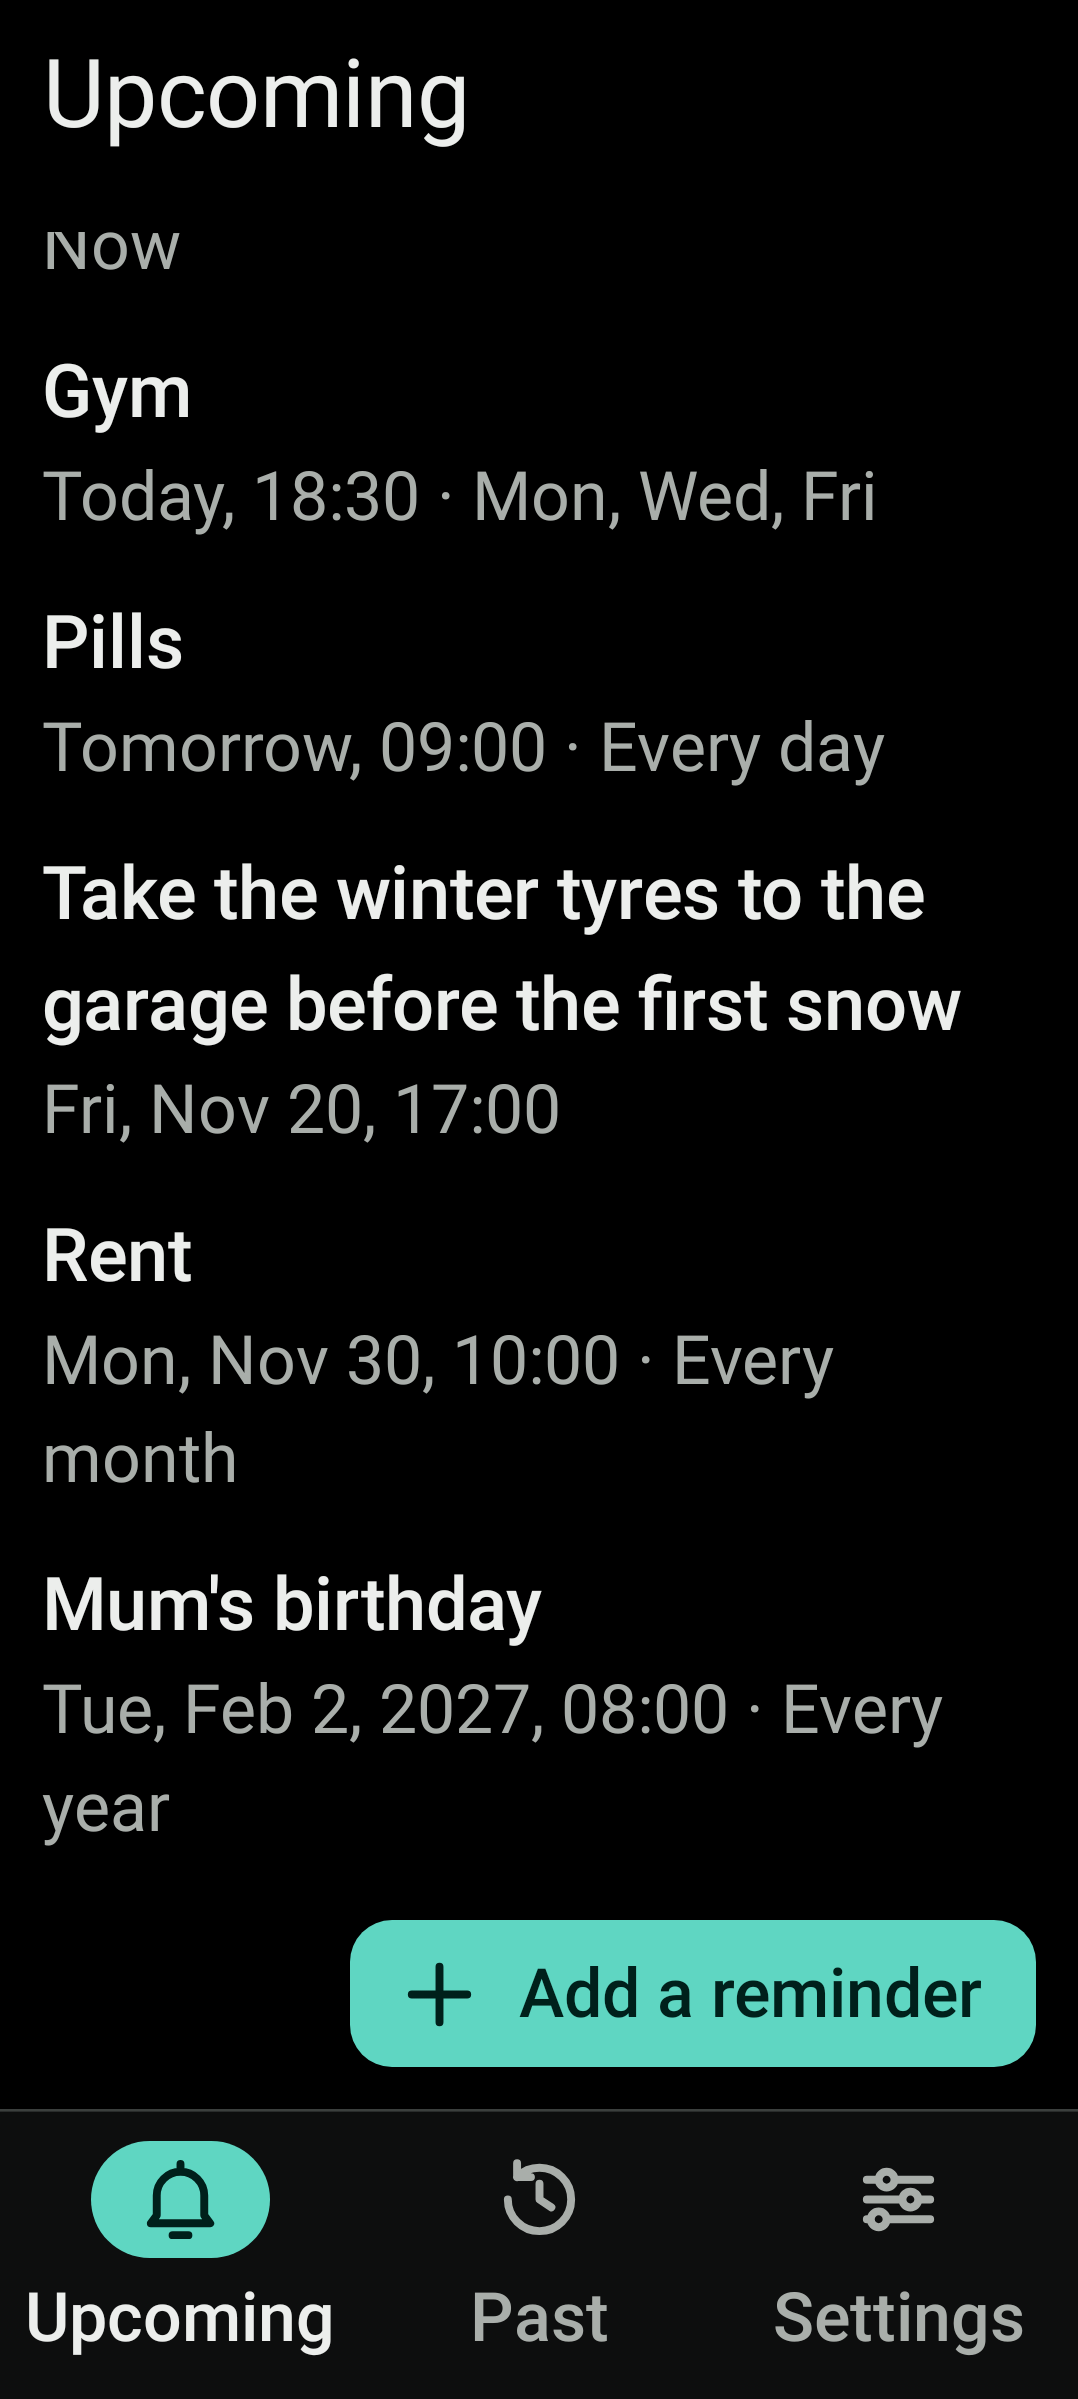 Upcoming
Now
Gym
Today, 18:30 · Mon, Wed, Fri
Pills
Tomorrow, 09:00 · Every day
Take the winter tyres to the
garage before the first snow
Fri, Nov 20, 17:00
Rent
Mon, Nov 30, 10:00 · Every
month
Mum's birthday
Tue, Feb 2, 2027, 08:00 · Every
year
Add a reminder
Upcoming
Past
Settings